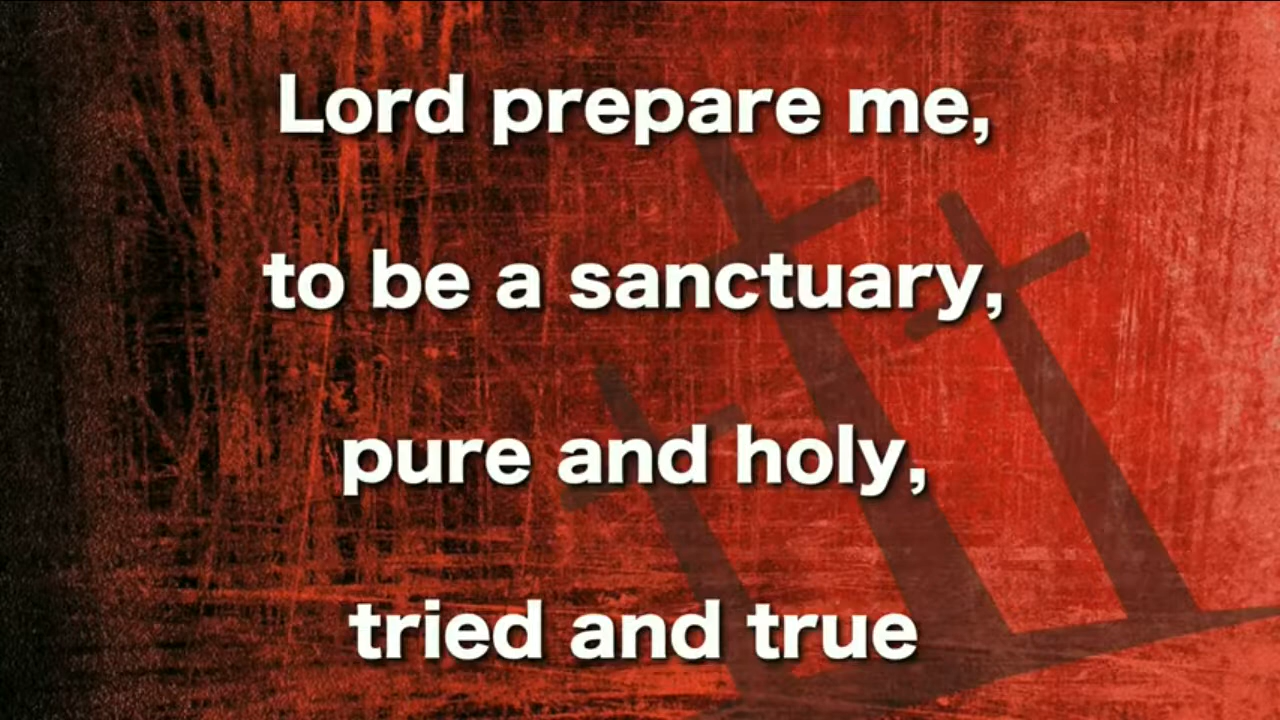 Lord prepare me,
to be a sanctuary,
pure and holy,
tried and true